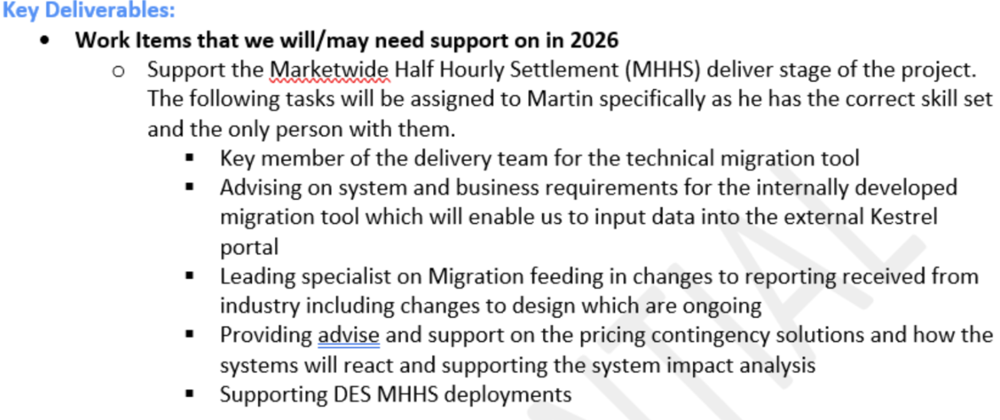 Key Deliverables:
• Work Items that we will/may need support on in 2026
o Support the Marketwide Half Hourly Settlement (MHHS) deliver stage of the project.
The following tasks will be assigned to Martin specifically as he has the correct skill set
and the only person with them.
▪ Key member of the delivery team for the technical migration tool
▪ Advising on system and business requirements for the internally developed
migration tool which will enable us to input data into the external Kestrel
portal
▪ Leading specialist on Migration feeding in changes to reporting received from
industry including changes to design which are ongoing
▪ Providing advise and support on the pricing contingency solutions and how the
systems will react and supporting the system impact analysis
▪ Supporting DES MHHS deployments
NTIAL